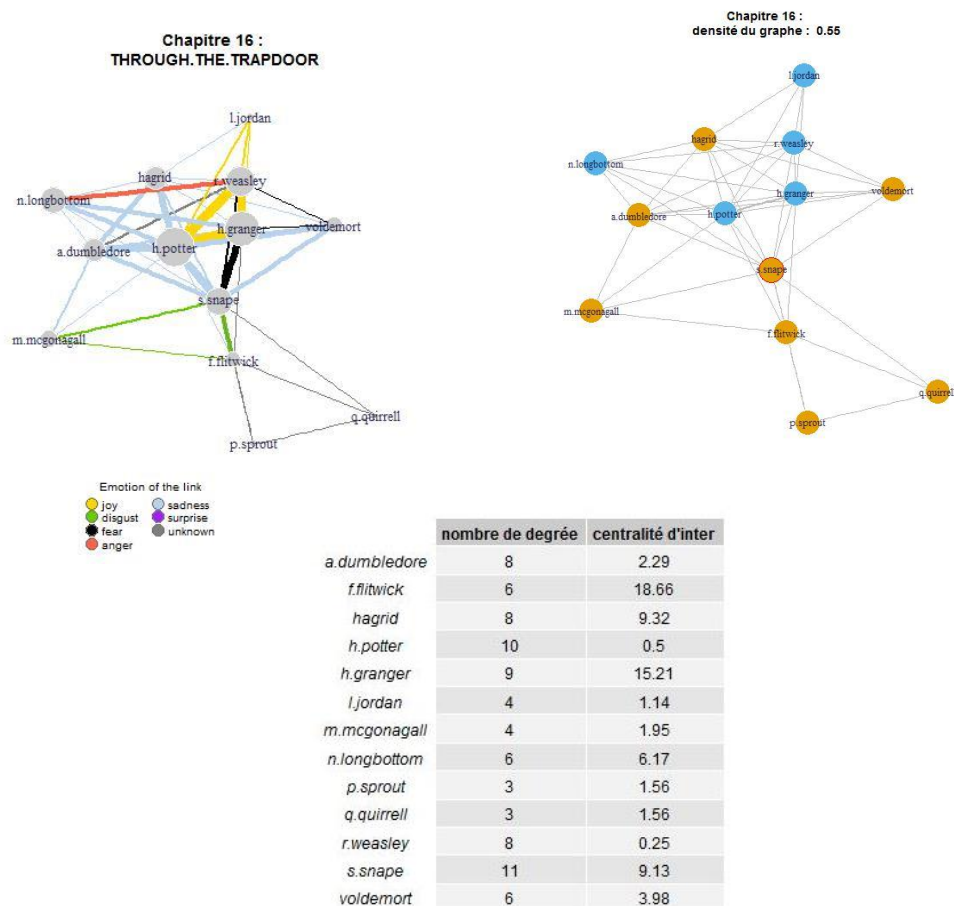 Chapitre 16 :
THROUGH.THE.TRAPDOOR
l.jordan
hagrid
r.weasley
n.longbottom
h.granger
voldemort
a.dumbledore
h.potter
s.snape
m.mcgonagall
f.flitwick
q.quirrell
p.sprout
Emotion of the link
joy
disgust
fear
anger
sadness
surprise
unknown
Chapitre 16 :
densité du graphe : 0.55
l.jordan
hagrid
r.weasley
n.longbottom
voldemort
h.granger
a.dumbledore
h.potter
s.snape
m.mcgonagall
f.flitwick
q.quirrell
p.sprout
nombre de degrée centralité d'inter
a.dumbledore 8 2.29
f.flitwick 6 18.66
hagrid 8 9.32
h.potter 10 0.5
h.granger 9 15.21
l.jordan 4 1.14
m.mcgonagall 4 1.95
n.longbottom 6 6.17
p.sprout 3 1.56
q.quirrell 3 1.56
r.weasley 8 0.25
s.snape 11 9.13
voldemort 6 3.98